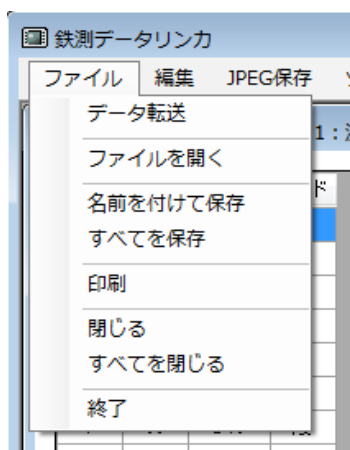 鉄測データリンカ
ファイル 編集 JPEG保存
データ転送
1:
ファイルを開く
ド
名前を付けて保存
すべてを保存
印刷
閉じる
すべてを閉じる
終了